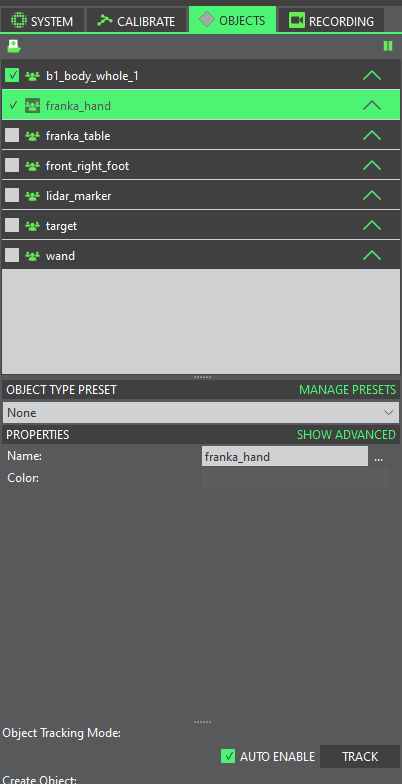 SYSTEM CALIBRATE OBJECTS RECORDING
b1_body_whole_1
franka_hand
franka_table
front_right_foot
lidar_marker
target
wand
OBJECT TYPE PRESET MANAGE PRESETS
None
PROPERTIES SHOW ADVANCED
Name: franka_hand ...
Color:
Object Tracking Mode:
AUTO ENABLE TRACK
Create Object: